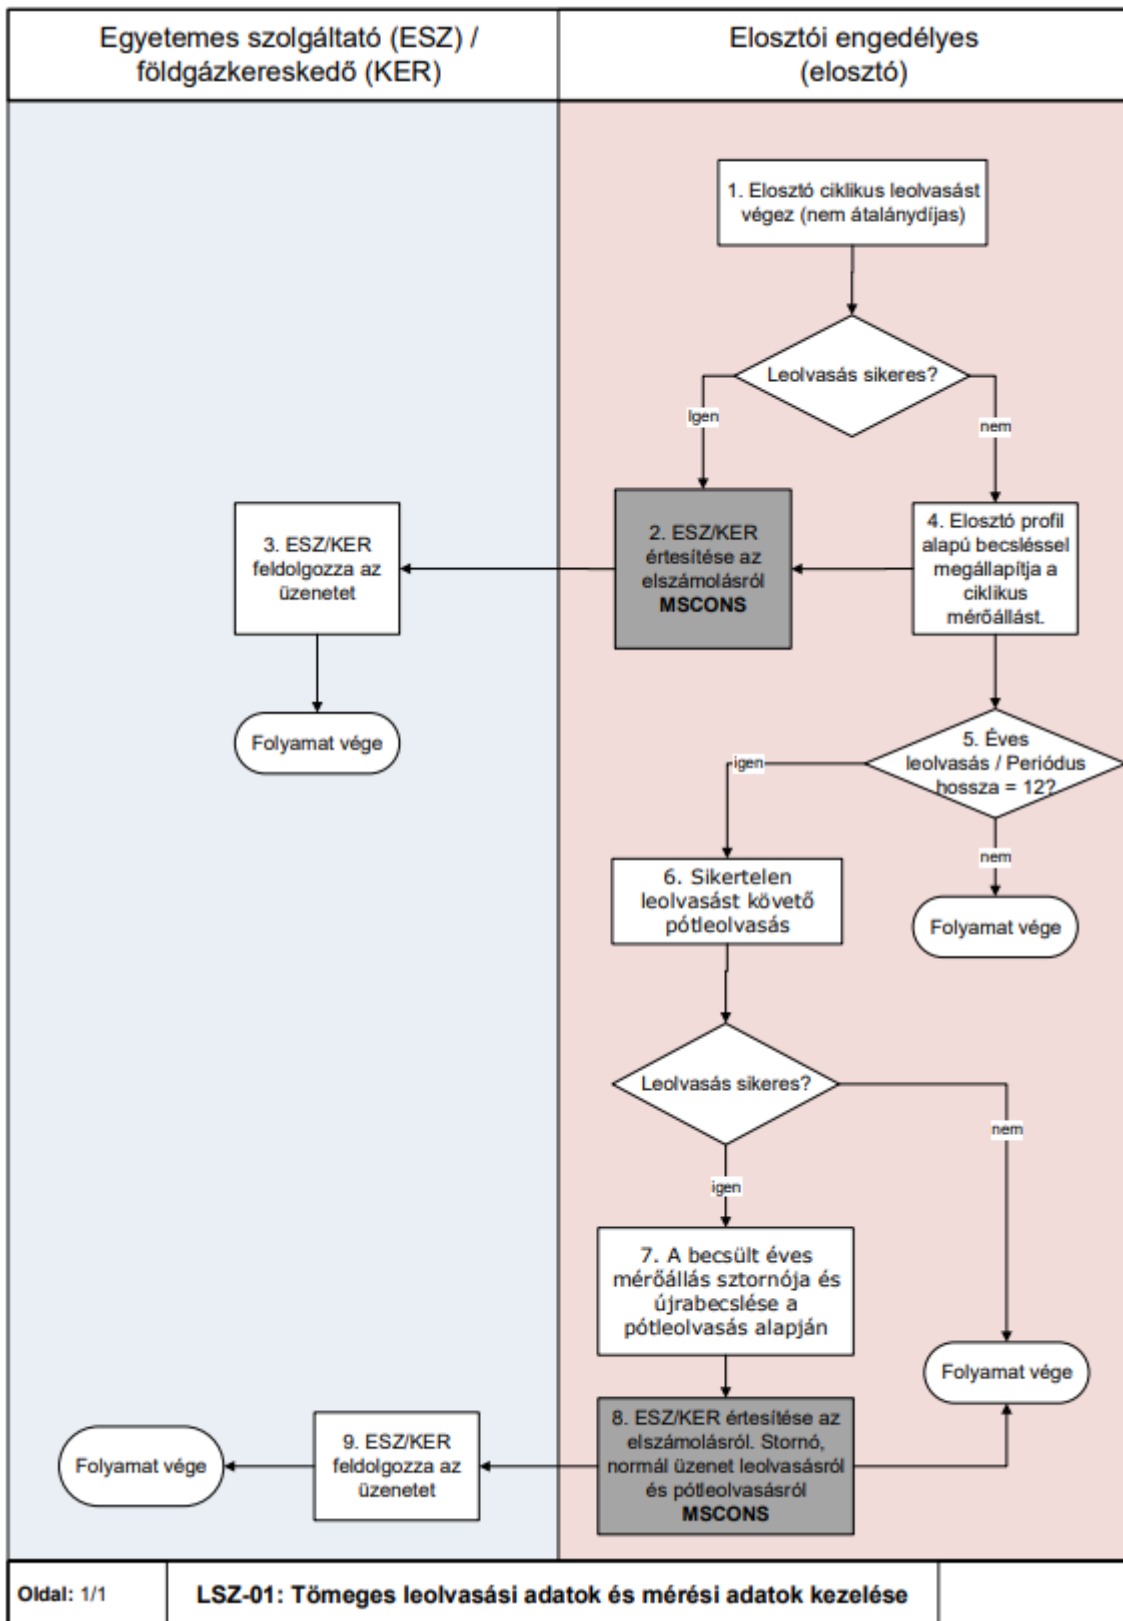 Egyetemes szolgáltató (ESZ) /
földgázkereskedő (KER)
Elosztói engedélyes
(elosztó)
1. Elosztó ciklikus leolvasást
végez (nem átalánydíjas)
Leolvasás sikeres?
Igen
nem
3. ESZ/KER
feldolgozza az
üzenetet
2. ESZ/KER
értesítése az
elszámolásról
MSCONS
4. Elosztó profil
alapú becsléssel
megállapítja a
ciklikus
mérőállást.
Folyamat vége
5. Éves
leolvasás / Periódus
hossza = 12?
igen
nem
6. Sikertelen
leolvasást követő
pótleolvasás
Folyamat vége
Leolvasás sikeres?
nem
igen
7. A becsült éves
mérőállás sztornója és
újrabecslése a
pótleolvasás alapján
Folyamat vége
Folyamat vége
9. ESZ/KER
feldolgozza az
üzenetet
8. ESZ/KER értesítése az
elszámolásról. Stornó,
normál üzenet leolvasásról
és pótleolvasásról
MSCONS
Oldal: 1/1
LSZ-01: Tömeges leolvasási adatok és mérési adatok kezelése